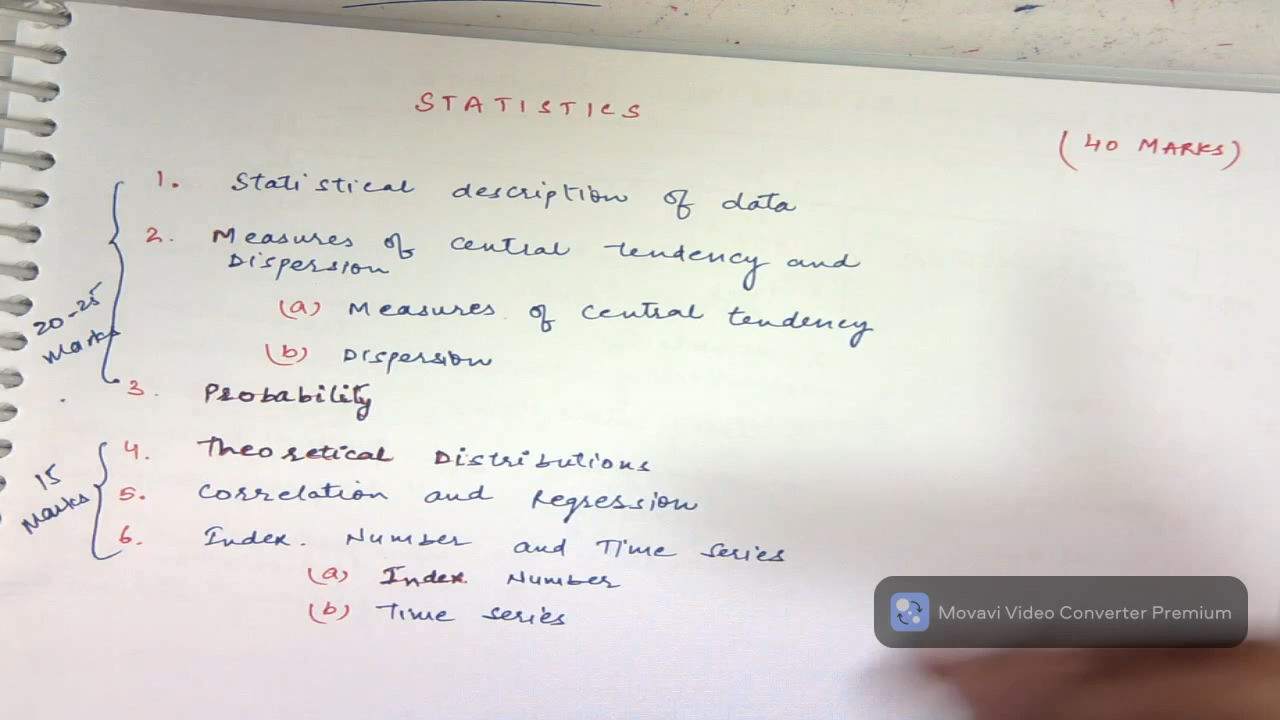 STATISTICS
(40 MARKS)
1. Statistical description of data
2. Measures of central tendency and
Dispersion
(a) Measures of central tendency
(b) Dispersion
20-25
Marks
3. Probability
4. Theoretical Distributions
15
Marks
5. Correlation and Regression
6. Index Number and Time series
(a) Index Number
(b) Time series
Movavi Video Converter Premium